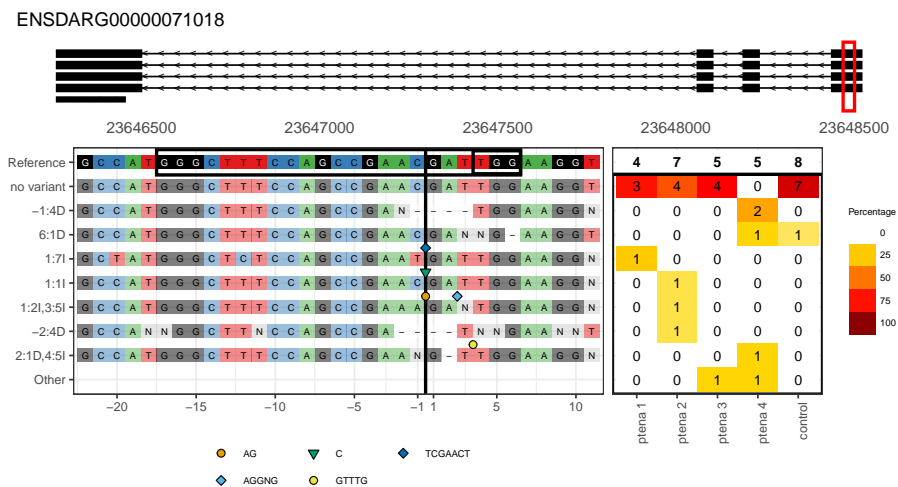 ENSDARG00000071018
23646500 23647000 23647500 23648000 23648500
Reference G C C A T G G G C T T T C C A G C C G A A C G A T T G G A A G G T 4 7 5 5 8
no variant G C C A T G G G C T T T C C A G C C G A A C G A T T G G A A G G T 3 4 4 0 7
−1:4D G C C A T G G G C T T T C C A G C C G A N - - - - T G G A A G G N 0 0 0 2 0
6:1D G C C A T G G G C T T T C C A G C C G A A C G A N N G - A A G G T 0 0 0 1 1
1:7I G C T A T G G G C T C T C C A G C C G A A T G A T T G G A A G G N 1 0 0 0 0
1:1I G C C A T G G G C T T T C C A G C C G A A C G A T T G G A A G G N 0 1 0 0 0
1:2I,3:5I G C C A T G G G C T T T C C A G C C G A A A G A N T G G A A G G N 0 1 0 0 0
−2:4D G C C A N N G G C T T N C C A G C C G A - - - - T N N G A A N N T 0 1 0 0 0
2:1D,4:5I G C C A T G G G C T T T C C A G C C G A A N G - T T G G A A G G N 0 0 0 1 0
Other 0 0 1 1 0
−20 −15 −10 −5 −1 1 5 10
ptena 1 ptena 2 ptena 3 ptena 4 control
Percentage
0
25
50
75
100
AG C TCGAACT
AGGNG GTTTG